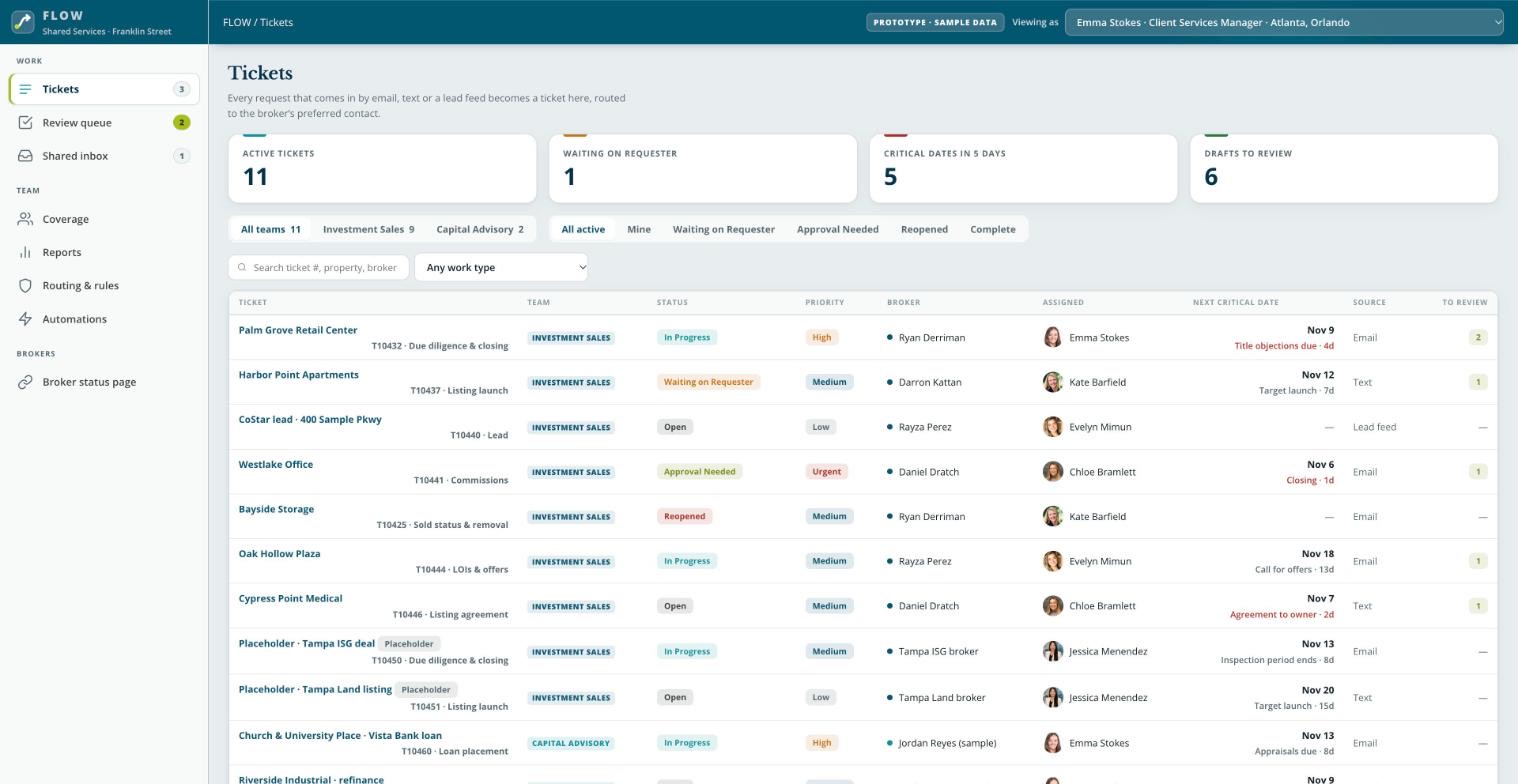 FLOW
Shared Services · Franklin Street
FLOW / Tickets
PROTOTYPE · SAMPLE DATA
Viewing as
Emma Stokes · Client Services Manager · Atlanta, Orlando
WORK
Tickets 3
Review queue 2
Shared inbox 1
TEAM
Coverage
Reports
Routing & rules
Automations
BROKERS
Broker status page
Tickets
Every request that comes in by email, text or a lead feed becomes a ticket here, routed
to the broker's preferred contact.
ACTIVE TICKETS
11
WAITING ON REQUESTER
1
CRITICAL DATES IN 5 DAYS
5
DRAFTS TO REVIEW
6
All teams 11 Investment Sales 9 Capital Advisory 2
All active Mine Waiting on Requester Approval Needed Reopened Complete
Search ticket #, property, broker
Any work type
TICKET TEAM STATUS PRIORITY BROKER ASSIGNED NEXT CRITICAL DATE SOURCE TO REVIEW
Palm Grove Retail Center
T10432 · Due diligence & closing
INVESTMENT SALES In Progress High Ryan Derriman Emma Stokes
Nov 9
Title objections due · 4d
Email 2
Harbor Point Apartments
T10437 · Listing launch
INVESTMENT SALES Waiting on Requester Medium Darron Kattan Kate Barfield
Nov 12
Target launch · 7d
Text 1
CoStar lead · 400 Sample Pkwy
T10440 · Lead
INVESTMENT SALES Open Low Rayza Perez Evelyn Mimun — Lead feed —
Westlake Office
T10441 · Commissions
INVESTMENT SALES Approval Needed Urgent Daniel Dratch Chloe Bramlett
Nov 6
Closing · 1d
Email 1
Bayside Storage
T10425 · Sold status & removal
INVESTMENT SALES Reopened Medium Ryan Derriman Kate Barfield — Email —
Oak Hollow Plaza
T10444 · LOIs & offers
INVESTMENT SALES In Progress Medium Rayza Perez Evelyn Mimun
Nov 18
Call for offers · 13d
Email 1
Cypress Point Medical
T10446 · Listing agreement
INVESTMENT SALES Open Medium Daniel Dratch Chloe Bramlett
Nov 7
Agreement to owner · 2d
Text 1
Placeholder · Tampa ISG deal Placeholder
T10450 · Due diligence & closing
INVESTMENT SALES In Progress Medium Tampa ISG broker Jessica Menendez
Nov 13
Inspection period ends · 8d
Email —
Placeholder · Tampa Land listing Placeholder
T10451 · Listing launch
INVESTMENT SALES Open Low Tampa Land broker Jessica Menendez
Nov 20
Target launch · 15d
Text —
Church & University Place · Vista Bank loan
T10460 · Loan placement
CAPITAL ADVISORY In Progress High Jordan Reyes (sample) Emma Stokes
Nov 13
Appraisals due · 8d
Email —
Riverside Industrial · refinance
Nov 9